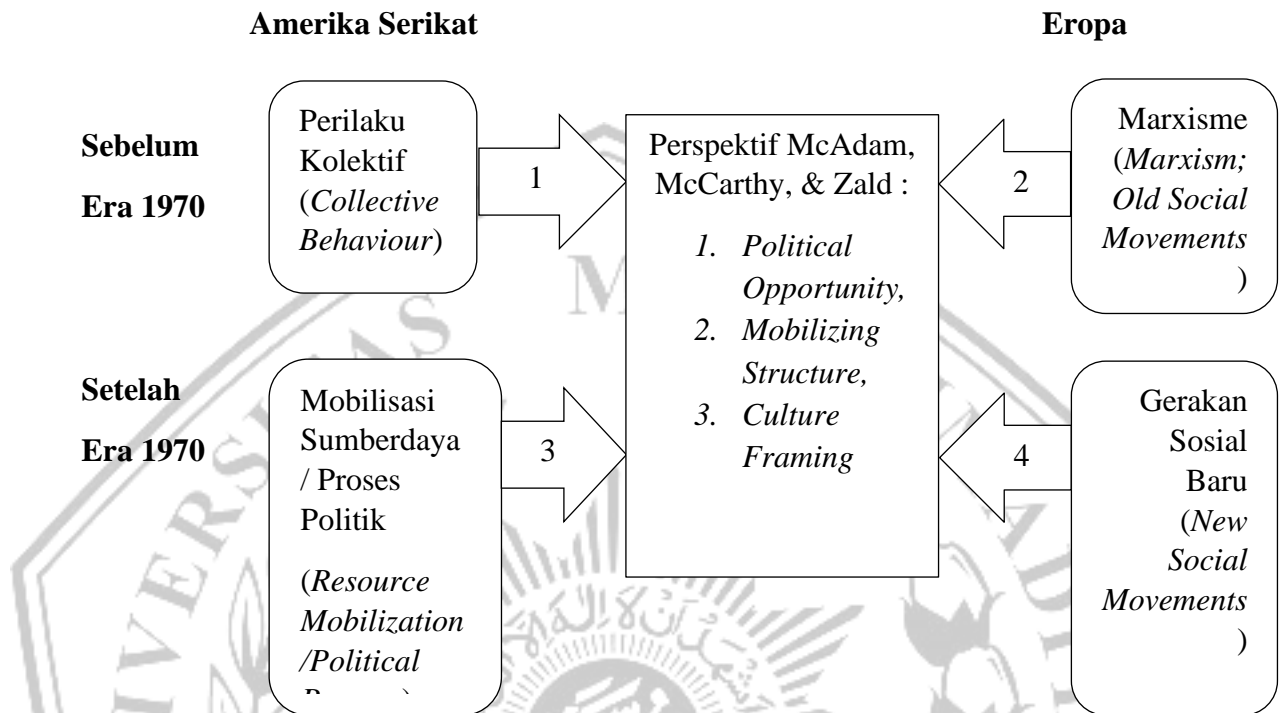 Amerika Serikat
Eropa
Sebelum
Era 1970
Perilaku
Kolektif
(Collective
Behaviour)
1
Perspektif McAdam,
McCarthy, & Zald :
1. Political
Opportunity,
2. Mobilizing
Structure,
3. Culture
Framing
2
Marxisme
(Marxism;
Old Social
Movements
)
Setelah
Era 1970
Mobilisasi
Sumberdaya
/ Proses
Politik
(Resource
Mobilization
/Political
3
4
Gerakan
Sosial
Baru
(New
Social
Movements
)